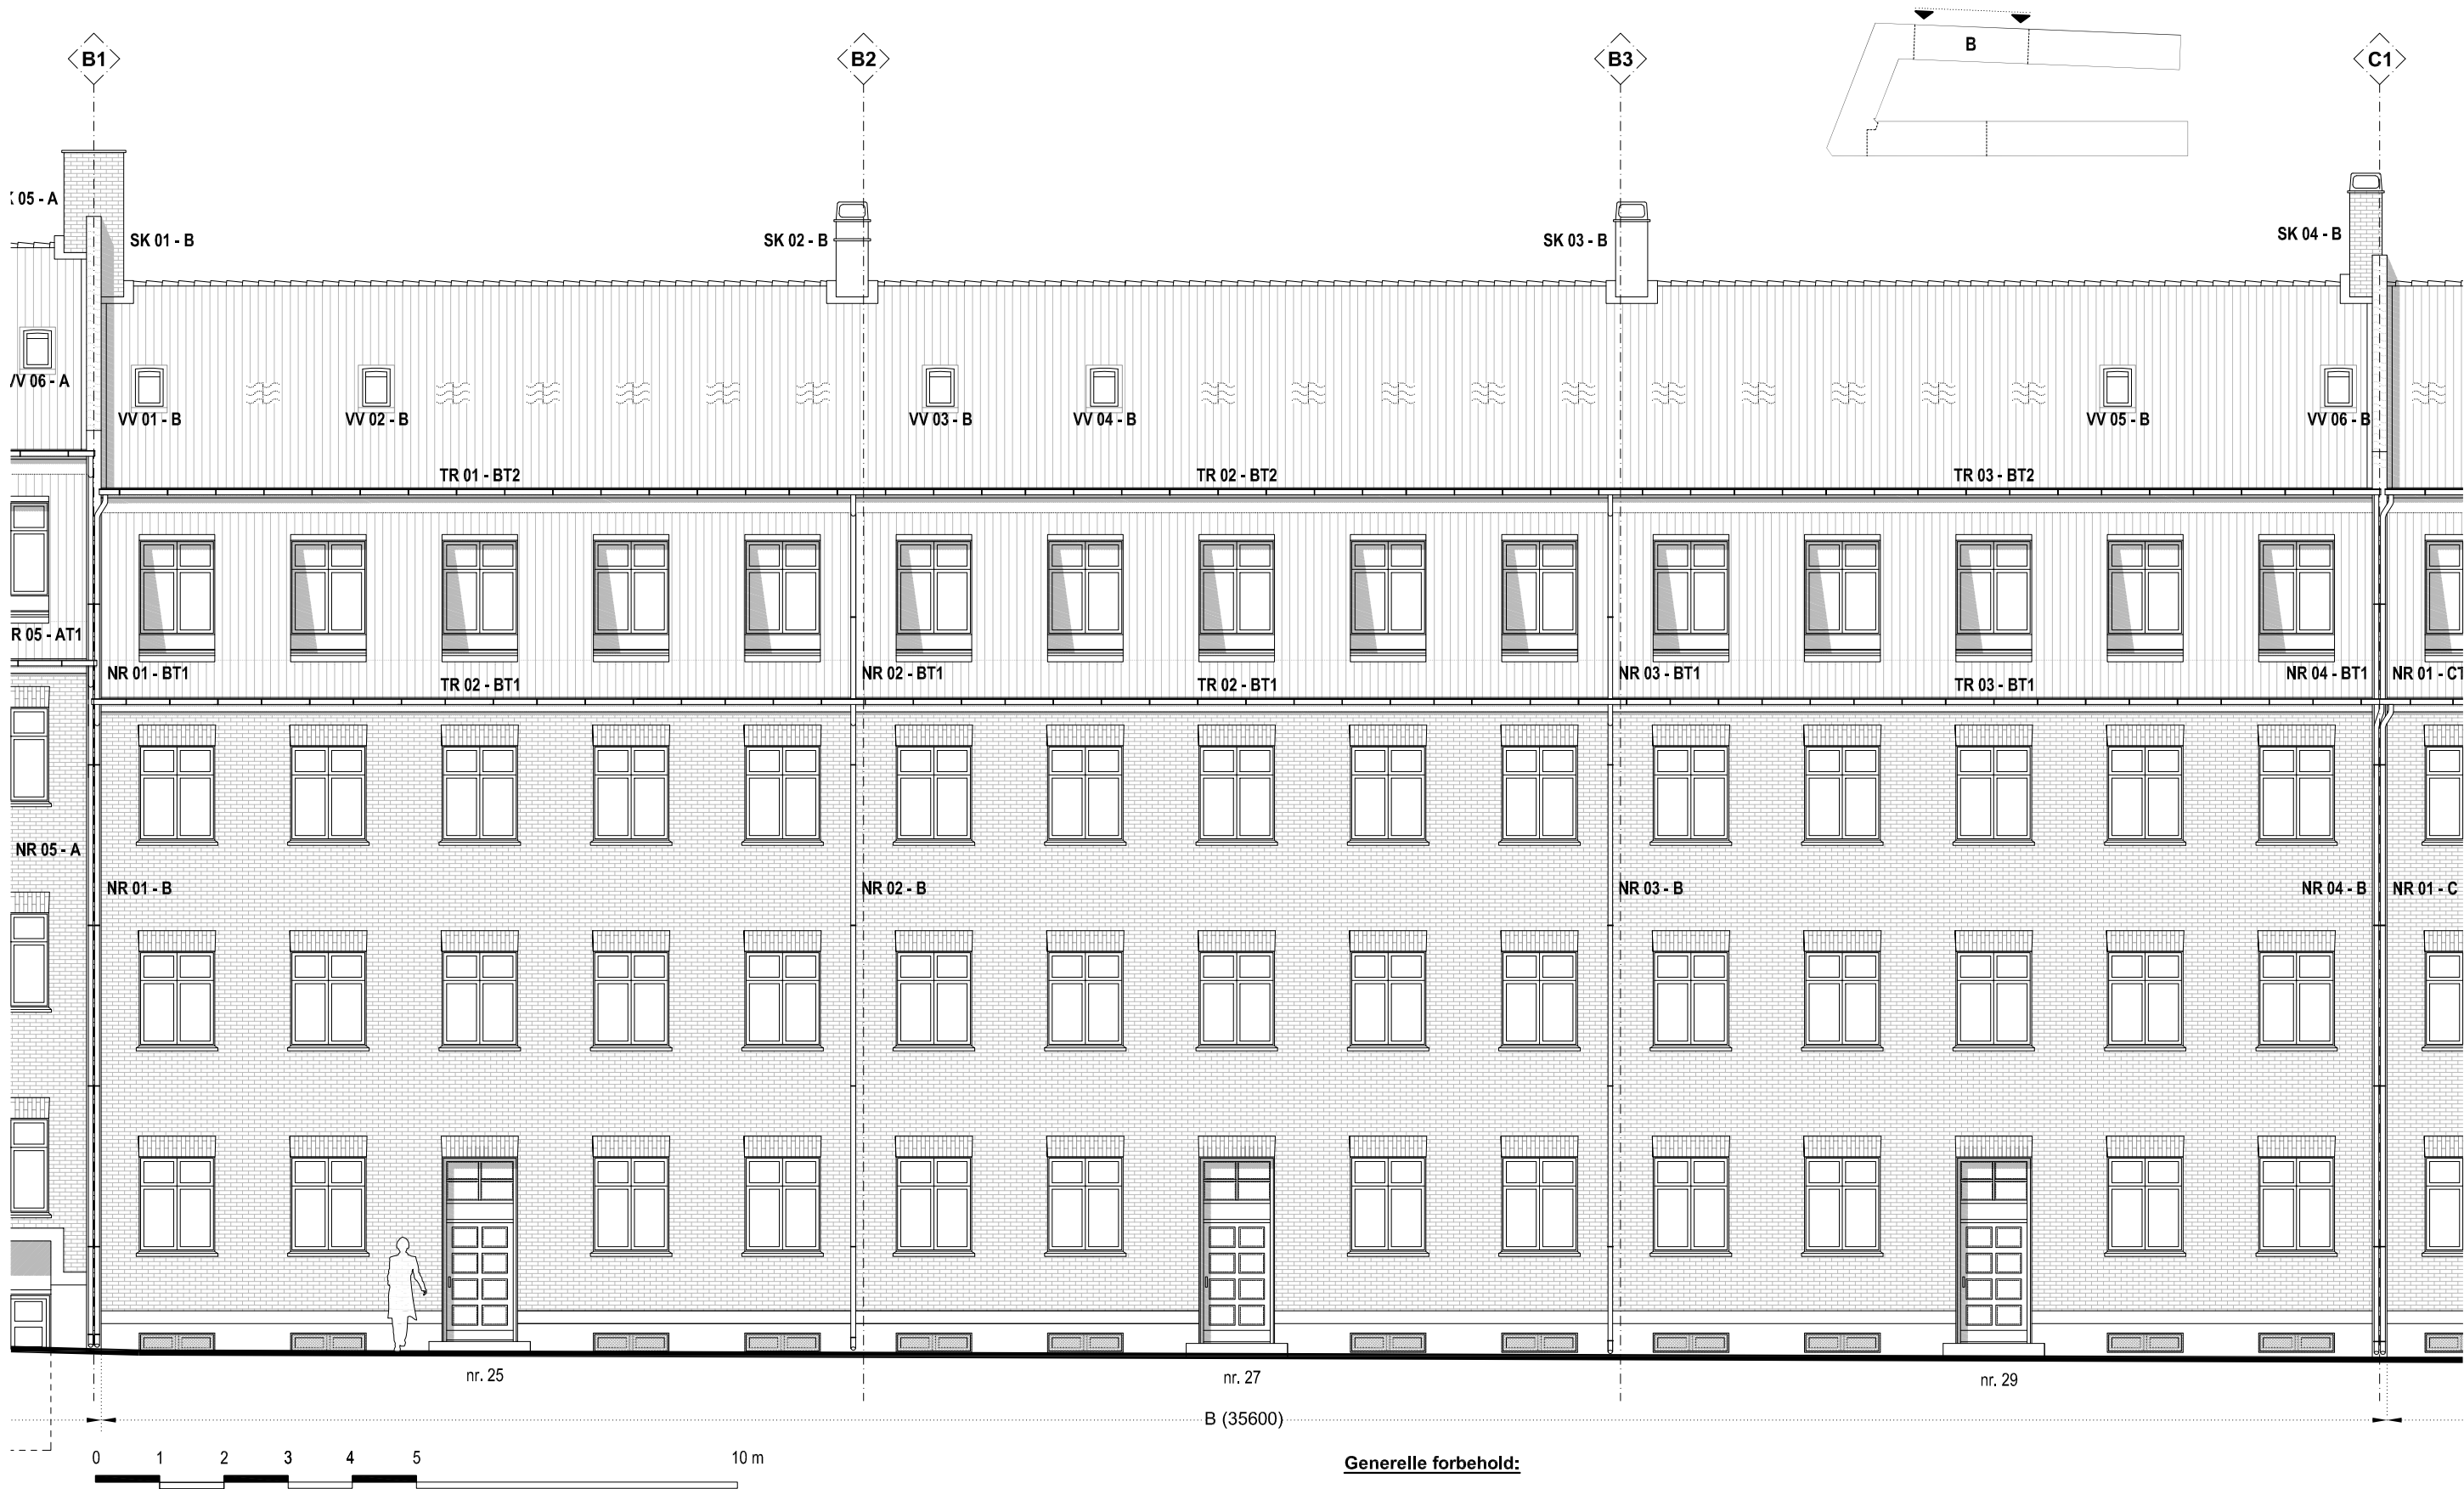 B
B1
B2
B3
C1
05 - A
SK 01 - B
SK 02 - B
SK 03 - B
SK 04 - B
VV 06 - A
VV 01 - B
VV 02 - B
VV 03 - B
VV 04 - B
VV 05 - B
VV 06 - B
TR 01 - BT2
TR 02 - BT2
TR 03 - BT2
R 05 - AT1
NR 01 - BT1
TR 02 - BT1
NR 02 - BT1
TR 02 - BT1
NR 03 - BT1
TR 03 - BT1
NR 04 - BT1
NR 01 - CT
NR 05 - A
NR 01 - B
NR 02 - B
NR 03 - B
NR 04 - B
NR 01 - C
nr. 25
nr. 27
nr. 29
B (35600)
0 1 2 3 4 5 10 m
Generelle forbehold: